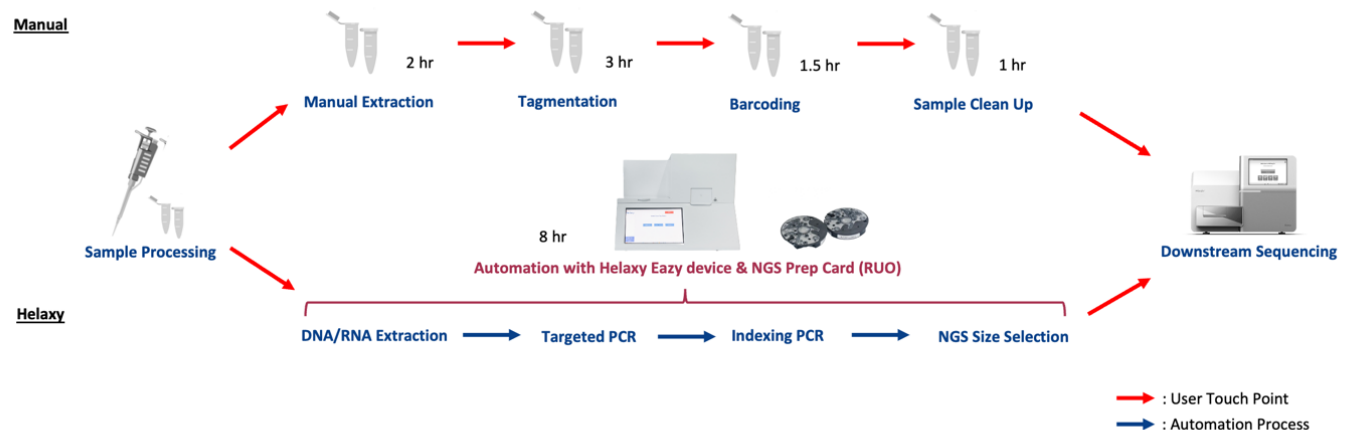 Manual
2 hr
3 hr
1.5 hr
1 hr
Manual Extraction
Tagmentation
Barcoding
Sample Clean Up
Sample Processing
8 hr
Downstream Sequencing
Automation with Helaxy Eazy device & NGS Prep Card (RUO)
Helaxy
DNA/RNA Extraction
Targeted PCR
Indexing PCR
NGS Size Selection
: User Touch Point
: Automation Process